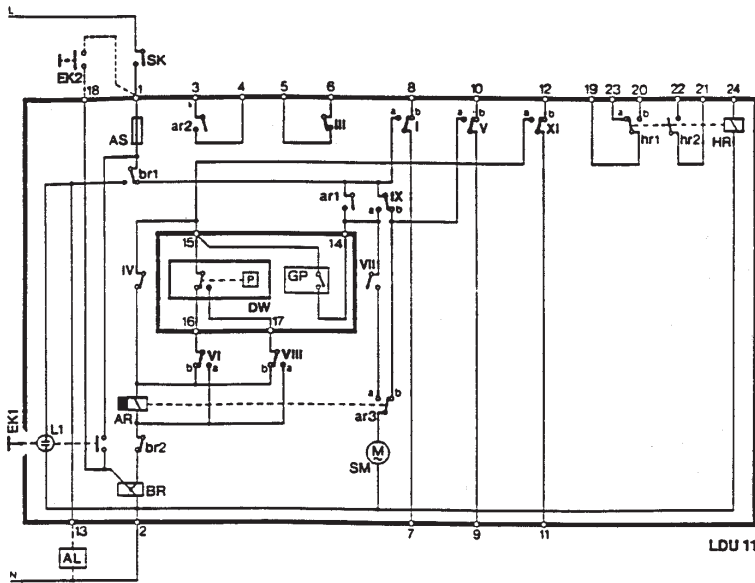 L
EK2
SK
18 1 3 4 5 6 8 10 12 19 23 20 22 21 24
AS
ar2
III
a b I
a b V
a b XI
a b hr1
hr2
HR
br1
ar1
IX
a b
15 14
IV
P
GP
VII
DW
16 17
VI
VIII
b a b a
a b
AR
ar3
EK1
L1
br2
M
SM
BR
13 2 7 9 11
LDU 11
AL
N